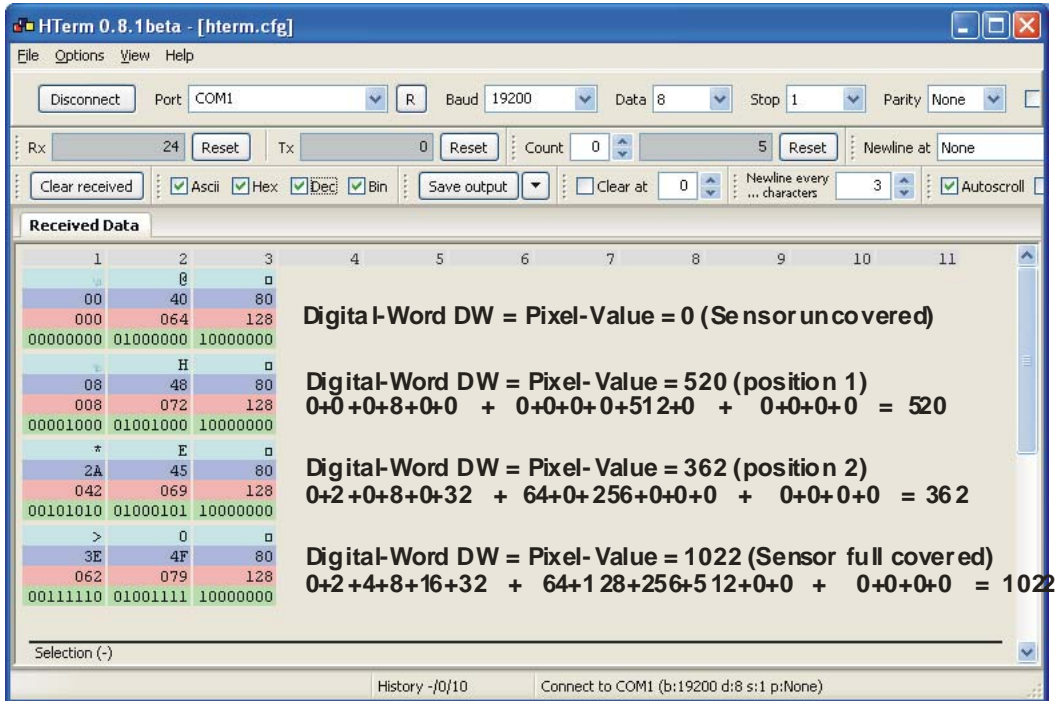 HTerm 0.8.1beta - [hterm.cfg]
File Options View Help
Disconnect Port COM1 R Baud 19200 Data 8 Stop 1 Parity None
Rx 24 Reset Tx 0 Reset Count 0 5 Reset Newline at None
Clear received Ascii Hex Dec Bin Save output Clear at 0 Newline every ... characters 3 Autoscroll
Received Data
1 2 3 4 5 6 7 8 9 10 11
@
00 40 80
000 064 128
00000000 01000000 10000000
Digital-Word DW = Pixel-Value = 0 (Sensor uncovered)
H
08 48 80
008 072 128
00001000 01001000 10000000
Digital-Word DW = Pixel-Value = 520 (position 1)
0+0+0+8+0+0 + 0+0+0+0+512+0 + 0+0+0+0 = 520
* E
2A 45 80
042 069 128
00101010 01000101 10000000
Digital-Word DW = Pixel-Value = 362 (position 2)
0+2+0+8+0+32 + 64+0+256+0+0+0 + 0+0+0+0 = 362
> O
3E 4F 80
062 079 128
00111110 01001111 10000000
Digital-Word DW = Pixel-Value = 1022 (Sensor full covered)
0+2+4+8+16+32 + 64+128+256+512+0+0 + 0+0+0+0 = 1022
Selection (-)
History -/0/10 Connect to COM1 (b:19200 d:8 s:1 p:None)